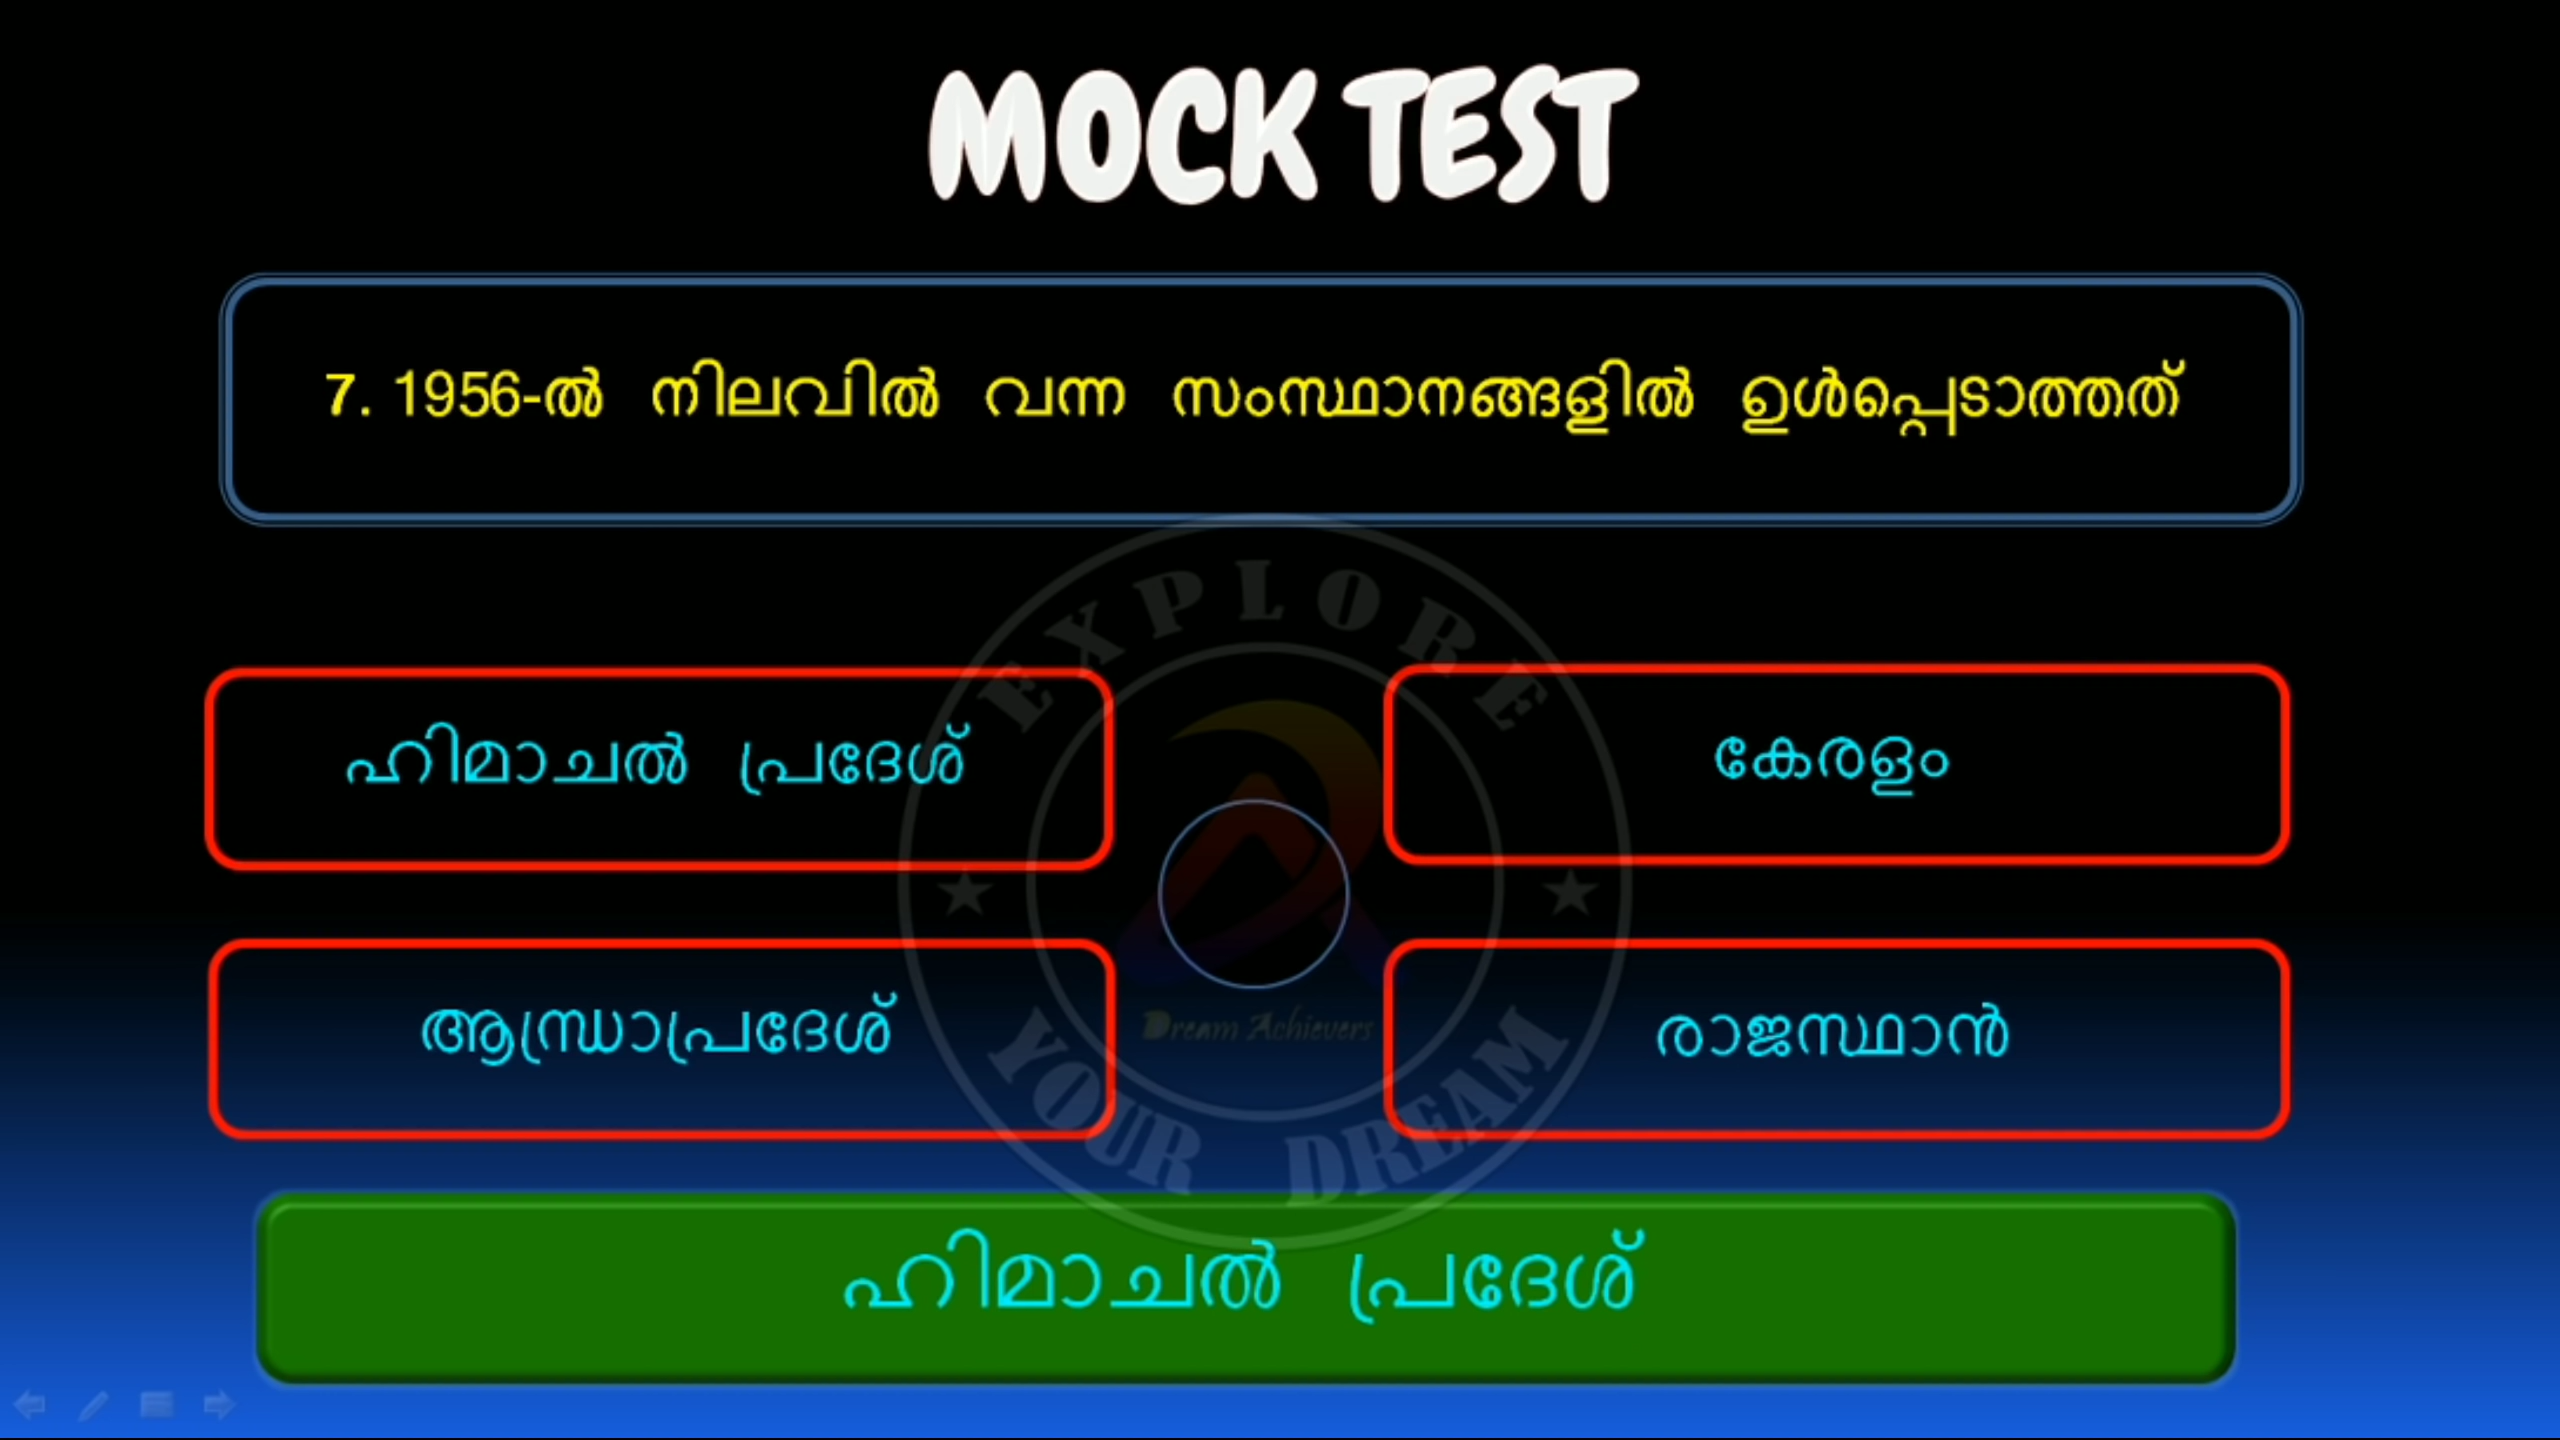 MOCK TEST
7. 1956-ൽ നിലവിൽ വന്ന സംസ്ഥാനങ്ങളിൽ ഉൾപ്പെടാത്തത്
EXPLORE
ഹിമാചൽ പ്രദേശ്
കേരളം
ആന്ധ്രാപ്രദേശ്
രാജസ്ഥാൻ
Dream Achievers
YOUR DREAM
ഹിമാചൽ പ്രദേശ്